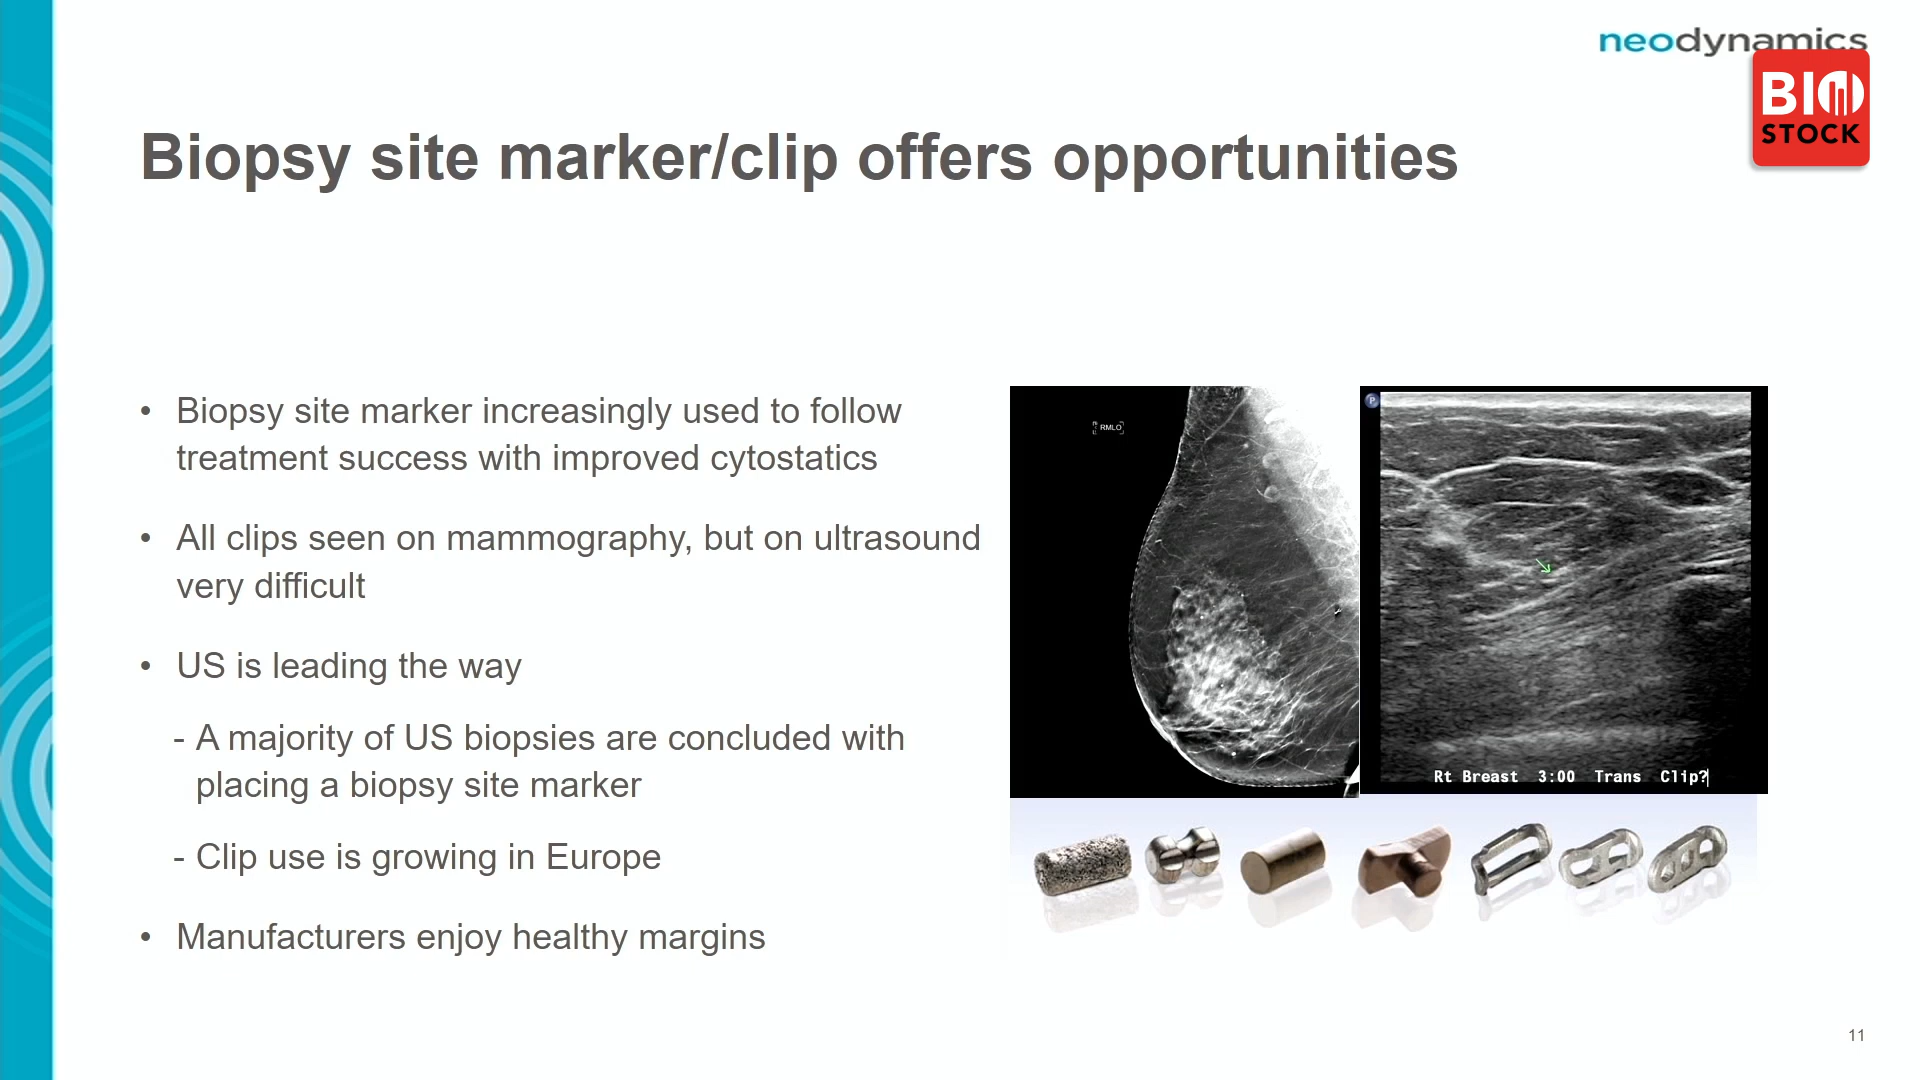 neodynamics
BIO
STOCK
Biopsy site marker/clip offers opportunities
• Biopsy site marker increasingly used to follow
treatment success with improved cytostatics
• All clips seen on mammography, but on ultrasound
very difficult
• US is leading the way
- A majority of US biopsies are concluded with
placing a biopsy site marker
- Clip use is growing in Europe
• Manufacturers enjoy healthy margins
RMLO
P
Rt Breast 3:00 Trans Clip?
11